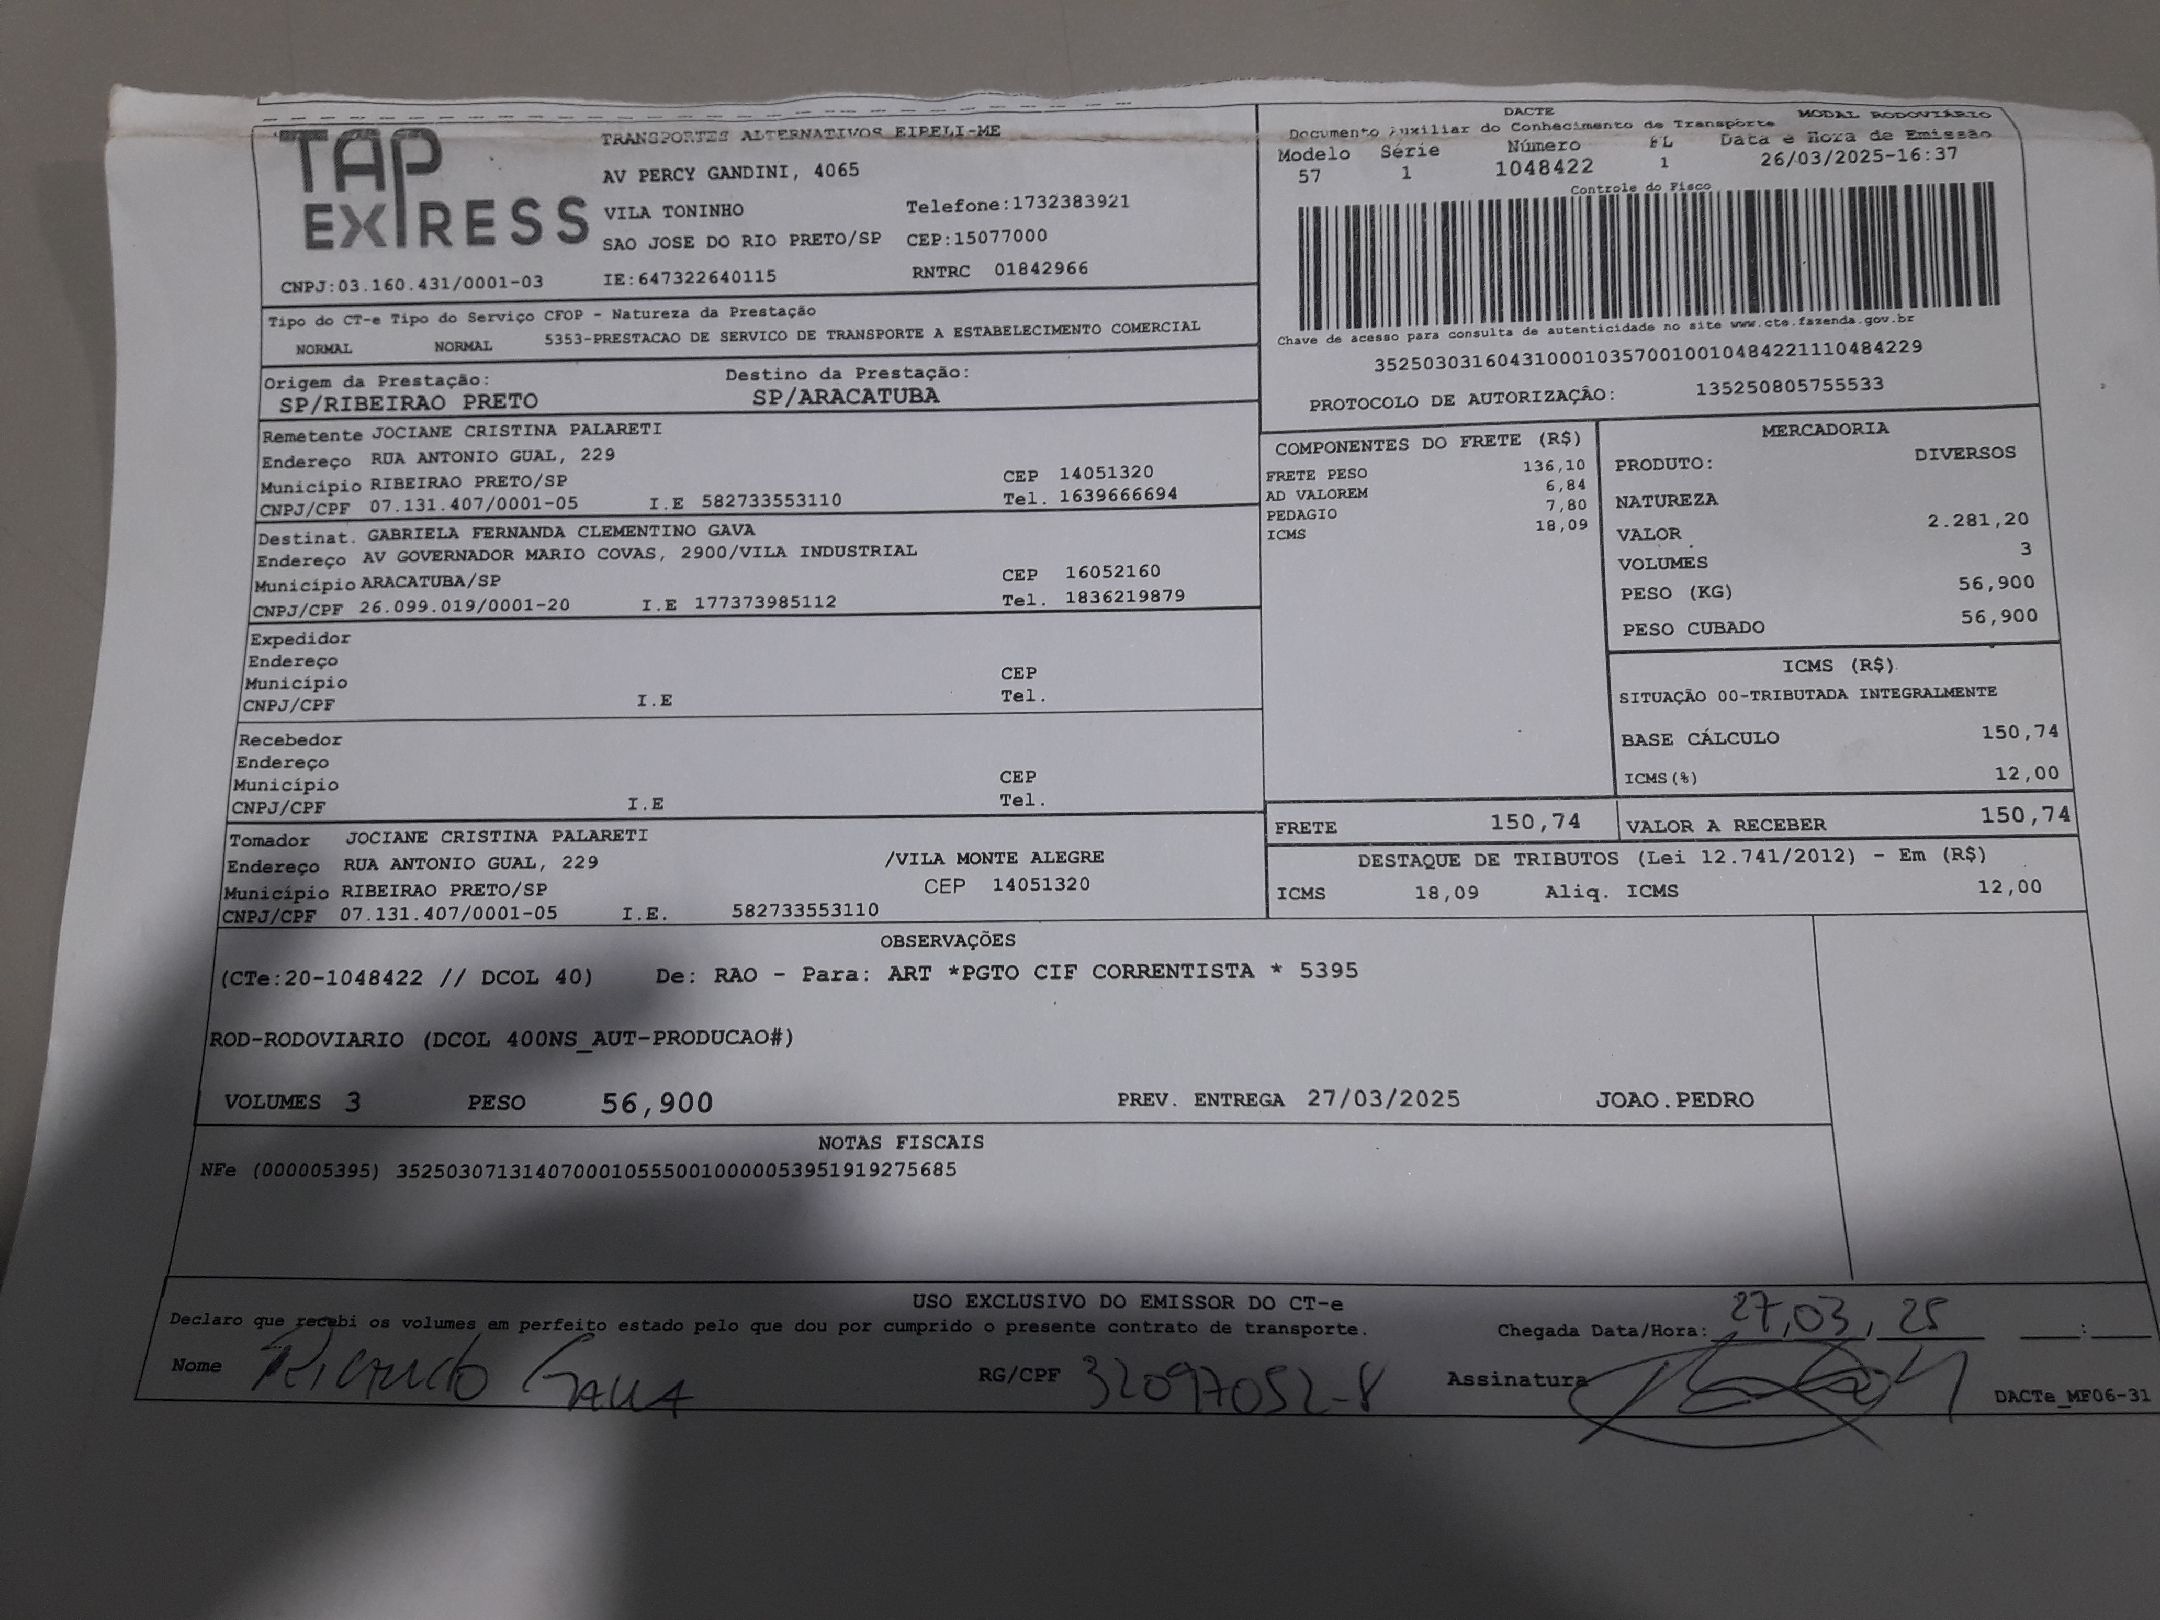 TAP EXPRESS
TRANSPORTES ALTERNATIVOS EIRELI-ME
AV PERCY GANDINI, 4065
VILA TONINHO Telefone:1732383921
SAO JOSE DO RIO PRETO/SP CEP:15077000
CNPJ:03.160.431/0001-03 IE:647322640115 RNTRC 01842966
DACTE MODAL RODOVIÁRIO
Documento Auxiliar do Conhecimento de Transporte
Modelo Série Número FL Data e Hora de Emissão
57 1 1048422 1 26/03/2025-16:37
Controle do Fisco
Chave de acesso para consulta de autenticidade no site www.cte.fazenda.gov.br
35250303160431000103570010010484221110484229
PROTOCOLO DE AUTORIZAÇÂO: 135250805755533
Tipo do CT-e Tipo do Serviço CFOP - Natureza da Prestação
NORMAL NORMAL 5353-PRESTACAO DE SERVICO DE TRANSPORTE A ESTABELECIMENTO COMERCIAL
Origem da Prestação: Destino da Prestação:
SP/RIBEIRAO PRETO SP/ARACATUBA
Remetente JOCIANE CRISTINA PALARETI
Endereço RUA ANTONIO GUAL, 229
Município RIBEIRAO PRETO/SP CEP 14051320
CNPJ/CPF 07.131.407/0001-05 I.E 582733553110 Tel. 1639666694
Destinat. GABRIELA FERNANDA CLEMENTINO GAVA
Endereço AV GOVERNADOR MARIO COVAS, 2900/VILA INDUSTRIAL
Município ARACATUBA/SP CEP 16052160
CNPJ/CPF 26.099.019/0001-20 I.E 177373985112 Tel. 1836219879
Expedidor
Endereço
Município CEP
CNPJ/CPF I.E Tel.
Recebedor
Endereço
Município CEP
CNPJ/CPF I.E Tel.
Tomador JOCIANE CRISTINA PALARETI
Endereço RUA ANTONIO GUAL, 229 /VILA MONTE ALEGRE
Município RIBEIRAO PRETO/SP CEP 14051320
CNPJ/CPF 07.131.407/0001-05 I.E. 582733553110
COMPONENTES DO FRETE (R$)
FRETE PESO 136,10
AD VALOREM 6,84
PEDAGIO 7,80
ICMS 18,09
MERCADORIA
PRODUTO: DIVERSOS
NATUREZA
VALOR 2.281,20
VOLUMES 3
PESO (KG) 56,900
PESO CUBADO 56,900
ICMS (R$)
SITUAÇÃO 00-TRIBUTADA INTEGRALMENTE
BASE CÁLCULO 150,74
ICMS(%) 12,00
FRETE 150,74 VALOR A RECEBER 150,74
DESTAQUE DE TRIBUTOS (Lei 12.741/2012) - Em (R$)
ICMS 18,09 Aliq. ICMS 12,00
OBSERVAÇÕES
(CTe:20-1048422 // DCOL 40) De: RAO - Para: ART *PGTO CIF CORRENTISTA * 5395
ROD-RODOVIARIO (DCOL 400NS_AUT-PRODUCAO#)
VOLUMES 3 PESO 56,900 PREV. ENTREGA 27/03/2025 JOAO.PEDRO
NOTAS FISCAIS
NFe (000005395) 35250307131407000105550010000053951919275685
USO EXCLUSIVO DO EMISSOR DO CT-e
Declaro que recebi os volumes em perfeito estado pelo que dou por cumprido o presente contrato de transporte. Chegada Data/Hora: 27,03,25 :
Nome Ricardo Gava RG/CPF 32097052-8 Assinatura
DACTe_MF06-31